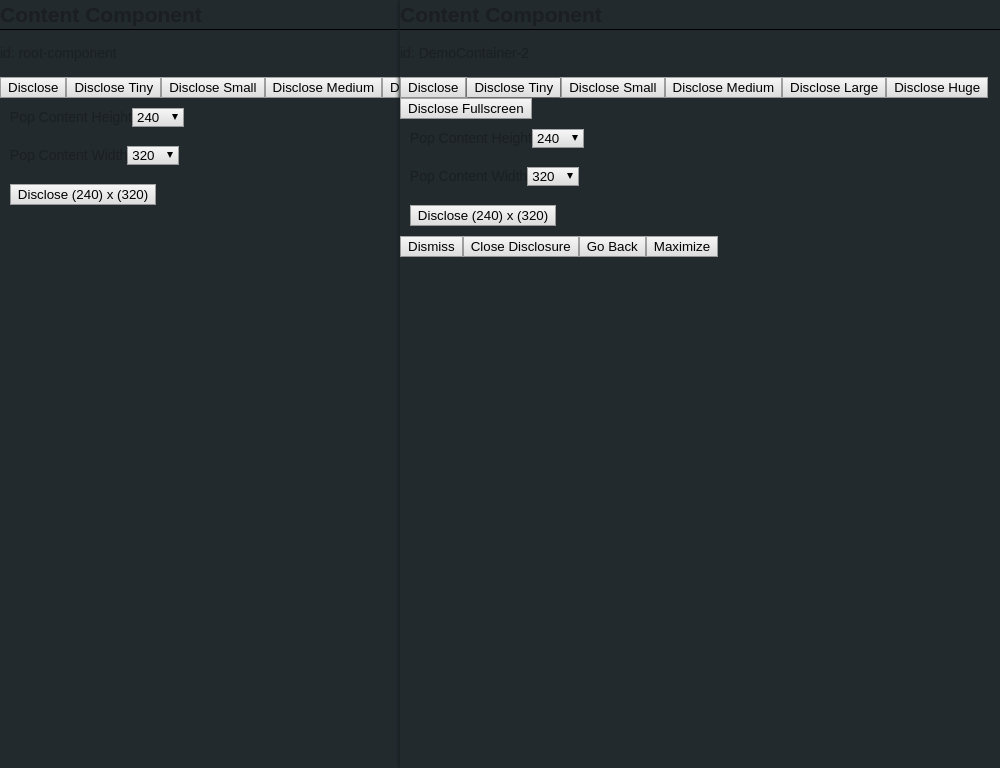 Content Component
id: root-component
Disclose Disclose Tiny Disclose Small Disclose Medium D
Pop Content Height 240
Pop Content Width 320
Disclose (240) x (320)
Content Component
id: DemoContainer-2
Disclose Disclose Tiny Disclose Small Disclose Medium Disclose Large Disclose Huge
Disclose Fullscreen
Pop Content Height 240
Pop Content Width 320
Disclose (240) x (320)
Dismiss Close Disclosure Go Back Maximize